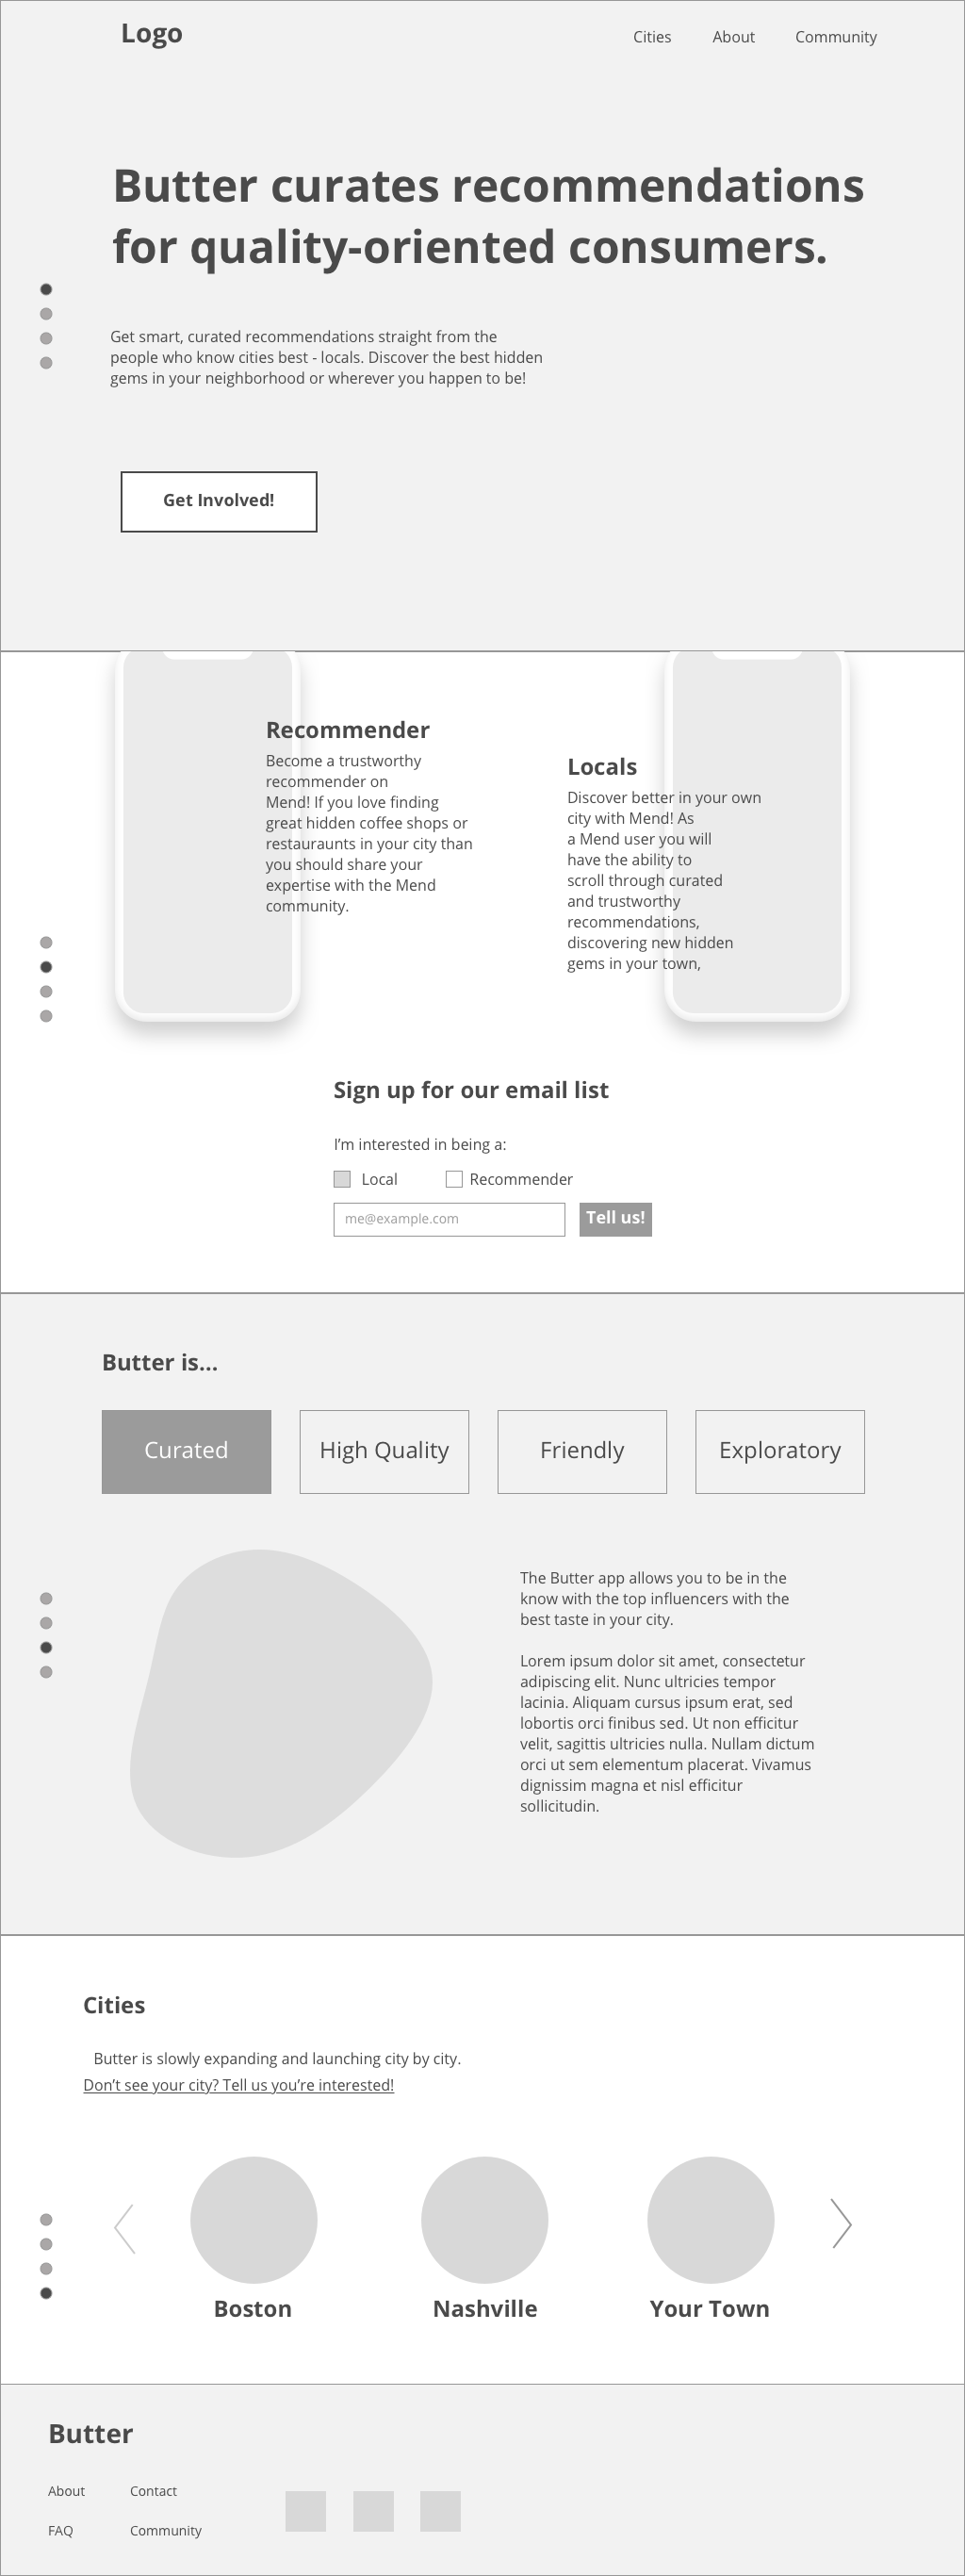 Logo
Cities
About
Community
Butter curates recommendations
for quality-oriented consumers.
Get smart, curated recommendations straight from the
people who know cities best - locals. Discover the best hidden
gems in your neighborhood or wherever you happen to be!
Get Involved!
Recommender
Become a trustworthy
recommender on
Mend! If you love finding
great hidden coffee shops or
restauraunts in your city than
you should share your
expertise with the Mend
community.
Locals
Discover better in your own
city with Mend! As
a Mend user you will
have the ability to
scroll through curated
and trustworthy
recommendations,
discovering new hidden
gems in your town,
Sign up for our email list
I’m interested in being a:
Local
Recommender
me@example.com
Tell us!
Butter is...
Curated
High Quality
Friendly
Exploratory
The Butter app allows you to be in the
know with the top influencers with the
best taste in your city.
Lorem ipsum dolor sit amet, consectetur
adipiscing elit. Nunc ultricies tempor
lacinia. Aliquam cursus ipsum erat, sed
lobortis orci finibus sed. Ut non efficitur
velit, sagittis ultricies nulla. Nullam dictum
orci ut sem elementum placerat. Vivamus
dignissim magna et nisl efficitur
sollicitudin.
Cities
Butter is slowly expanding and launching city by city.
Don’t see your city? Tell us you’re interested!
Boston
Nashville
Your Town
Butter
About
Contact
FAQ
Community